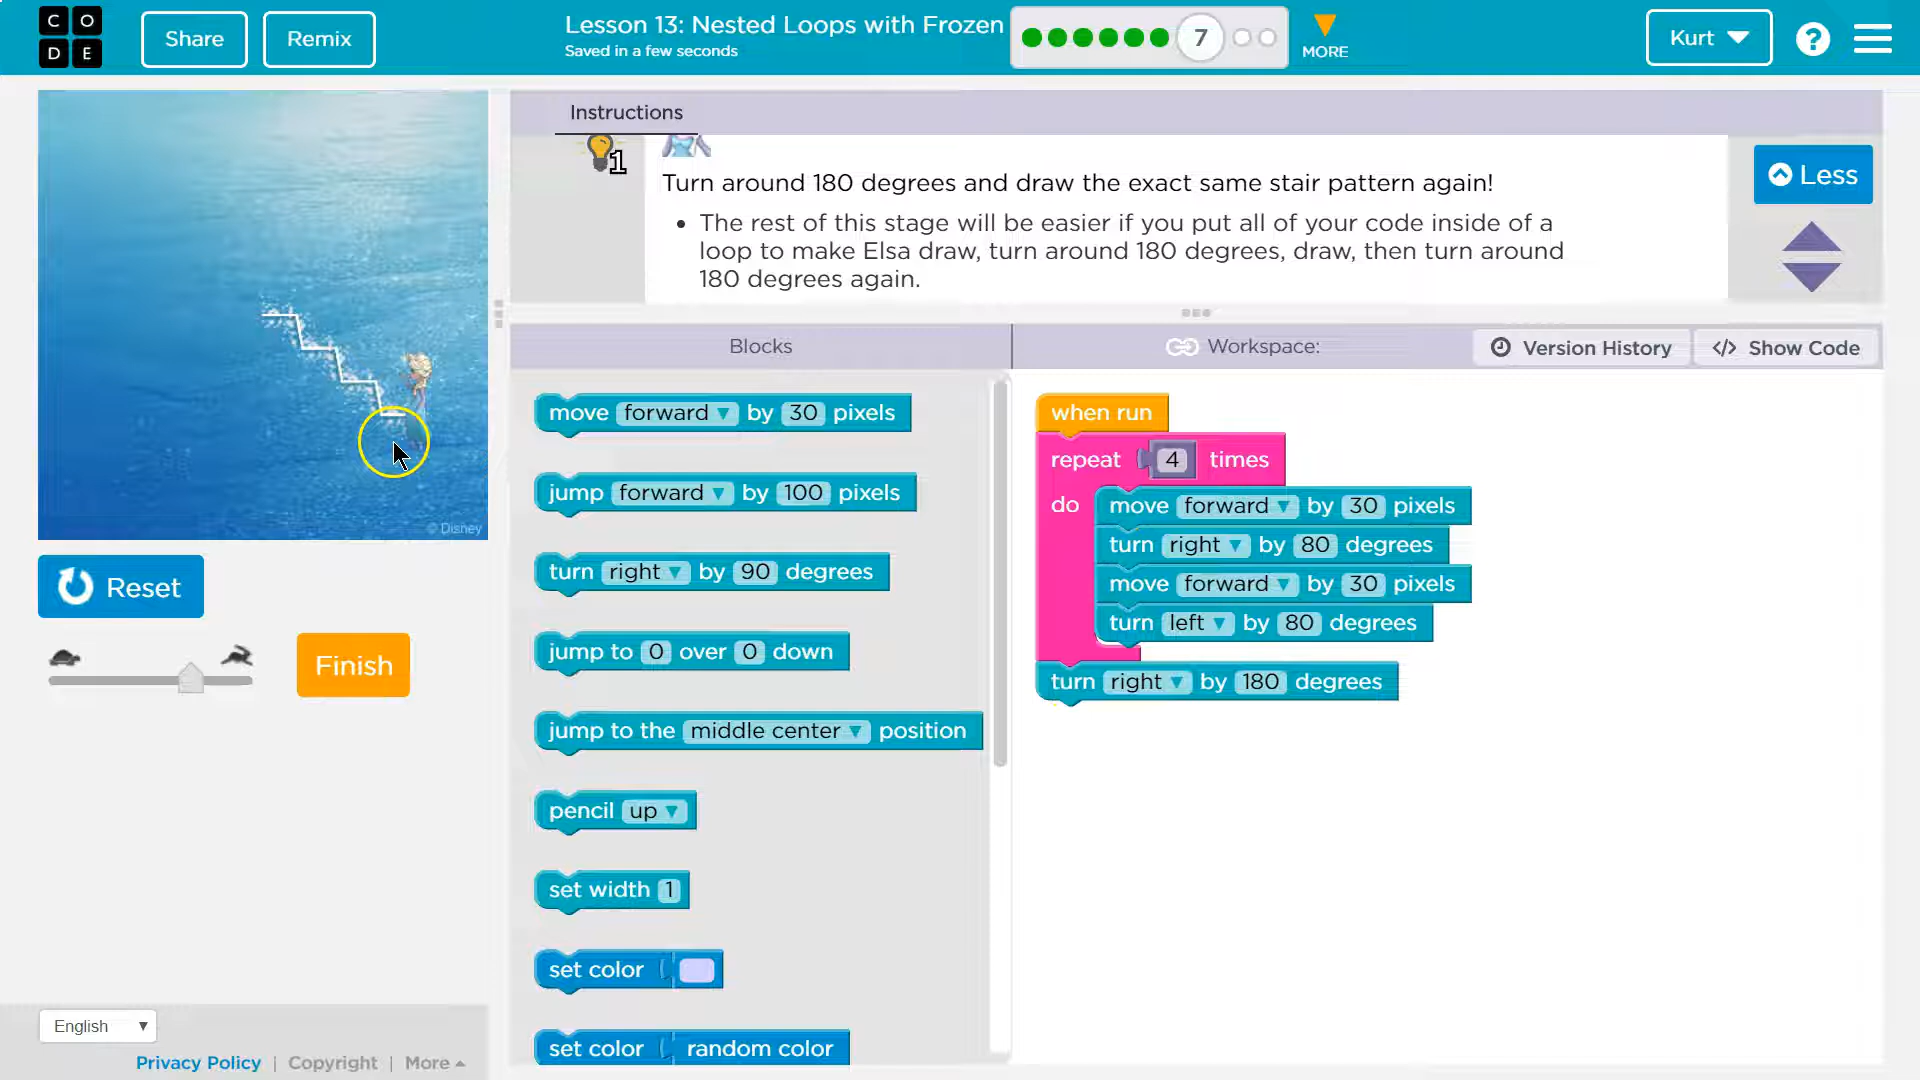 C O
D E
Share
Remix
Lesson 13: Nested Loops with Frozen
Saved in a few seconds
7
MORE
Kurt
?
© Disney
Reset
Finish
English
Privacy Policy | Copyright | More
Instructions
1
Turn around 180 degrees and draw the exact same stair pattern again!
• The rest of this stage will be easier if you put all of your code inside of a
loop to make Elsa draw, turn around 180 degrees, draw, then turn around
180 degrees again.
Less
Blocks
move forward by 30 pixels
jump forward by 100 pixels
turn right by 90 degrees
jump to 0 over 0 down
jump to the middle center position
pencil up
set width 1
set color
set color random color
Workspace:
Version History
</> Show Code
when run
repeat 4 times
do
move forward by 30 pixels
turn right by 80 degrees
move forward by 30 pixels
turn left by 80 degrees
turn right by 180 degrees